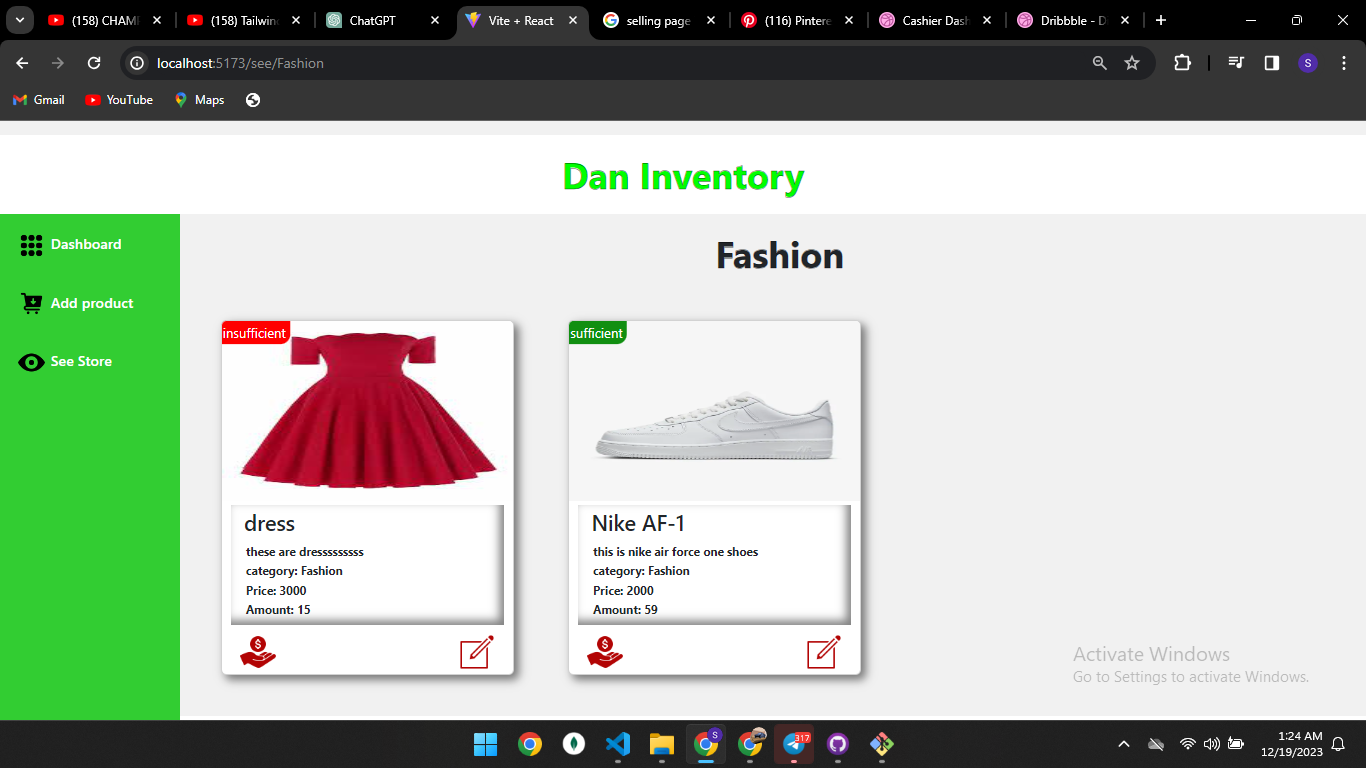 (158) CHAMP
(158) Tailwin
ChatGPT
Vite + React
selling page
(116) Pintere
Cashier Dash
Dribbble - D
localhost:5173/see/Fashion
S
Gmail
YouTube
Maps
Dan Inventory
Dashboard
Add product
See Store
Fashion
insufficient
dress
these are dresssssssss
category: Fashion
Price: 3000
Amount: 15
sufficient
Nike AF-1
this is nike air force one shoes
category: Fashion
Price: 2000
Amount: 59
Activate Windows
Go to Settings to activate Windows.
S
317
1:24 AM
12/19/2023